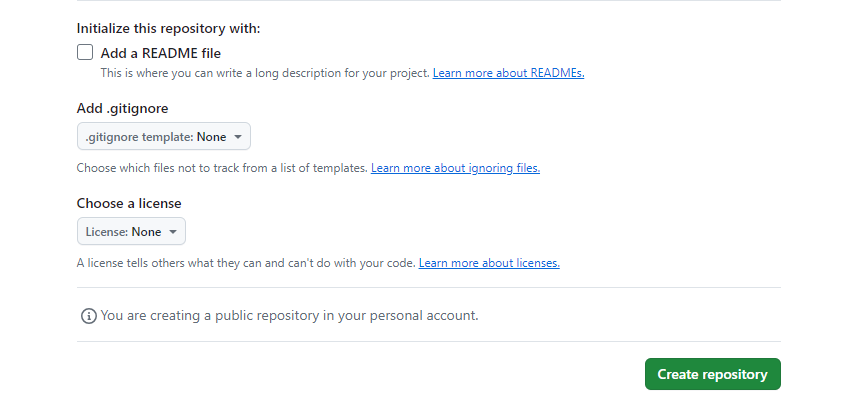 Initialize this repository with:
Add a README file
This is where you can write a long description for your project. Learn more about READMEs.
Add .gitignore
.gitignore template: None
Choose which files not to track from a list of templates. Learn more about ignoring files.
Choose a license
License: None
A license tells others what they can and can't do with your code. Learn more about licenses.
You are creating a public repository in your personal account.
Create repository